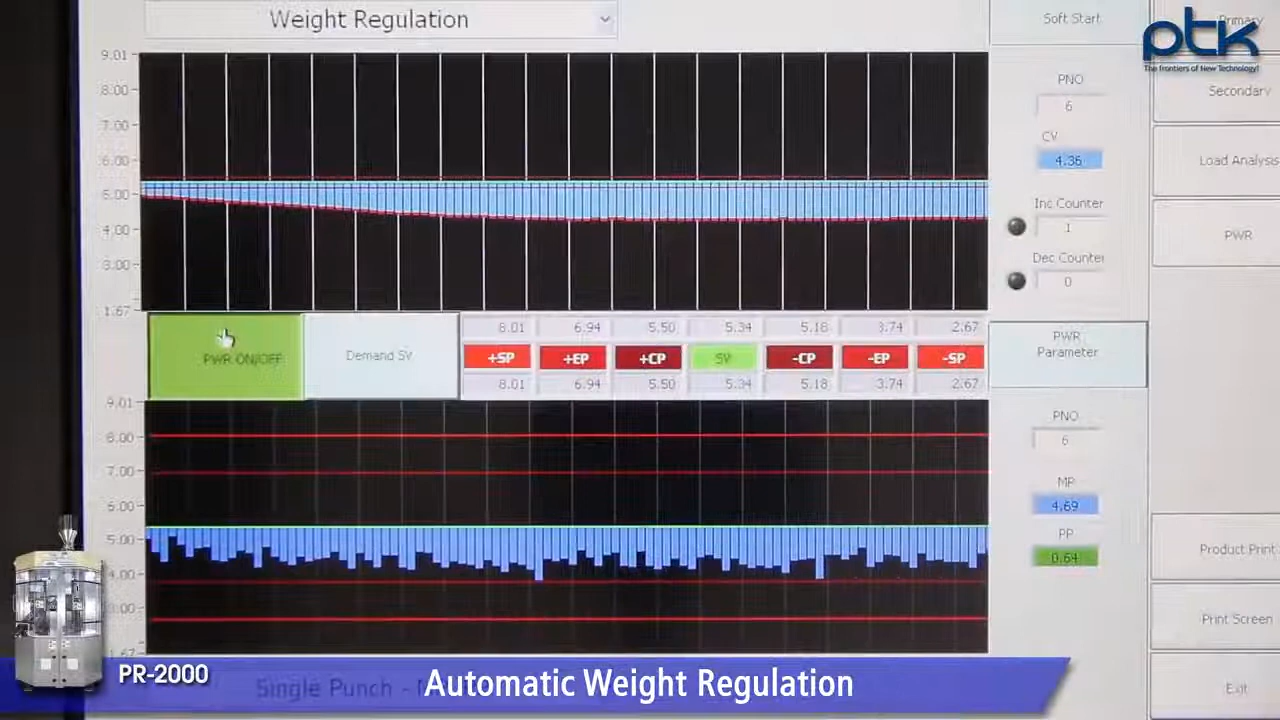 Weight Regulation
Soft Start
Primary
ptk
The frontiers of New Technology!
9.01
8.00
7.00
6.00
5.00
4.00
3.00
1.67
PNO
6
CV
4.36
Inc Counter
1
Dec Counter
0
Secondary
Load Analysis
PWR
PWR ON/OFF
Demand SV
8.01 6.94 5.50 5.34 5.18 3.74 2.67
+SP +EP +CP SV -CP -EP -SP
8.01 6.94 5.50 5.34 5.18 3.74 2.67
PWR
Parameter
9.01
8.00
7.00
6.00
5.00
4.00
3.00
1.67
PNO
6
MP
4.69
PP
0.64
Product Print
Print Screen
Exit
Single Punch -
PR-2000
Automatic Weight Regulation